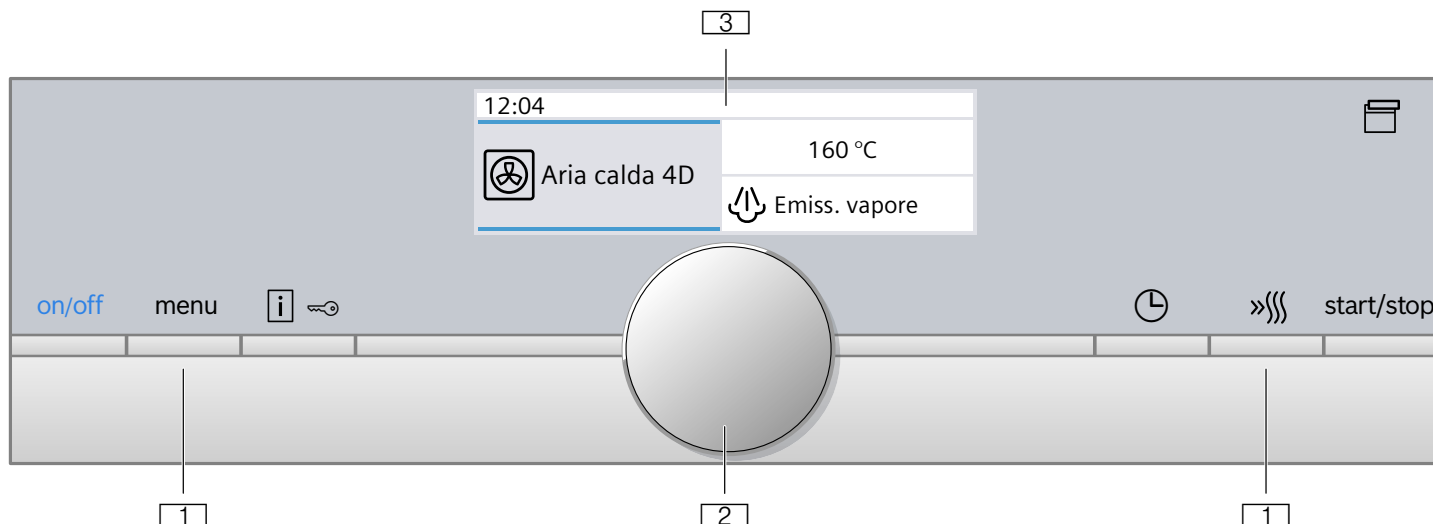 3
12:04
160 °C
Aria calda 4D
Emiss. vapore
on/off menu i start/stop
1 2 1